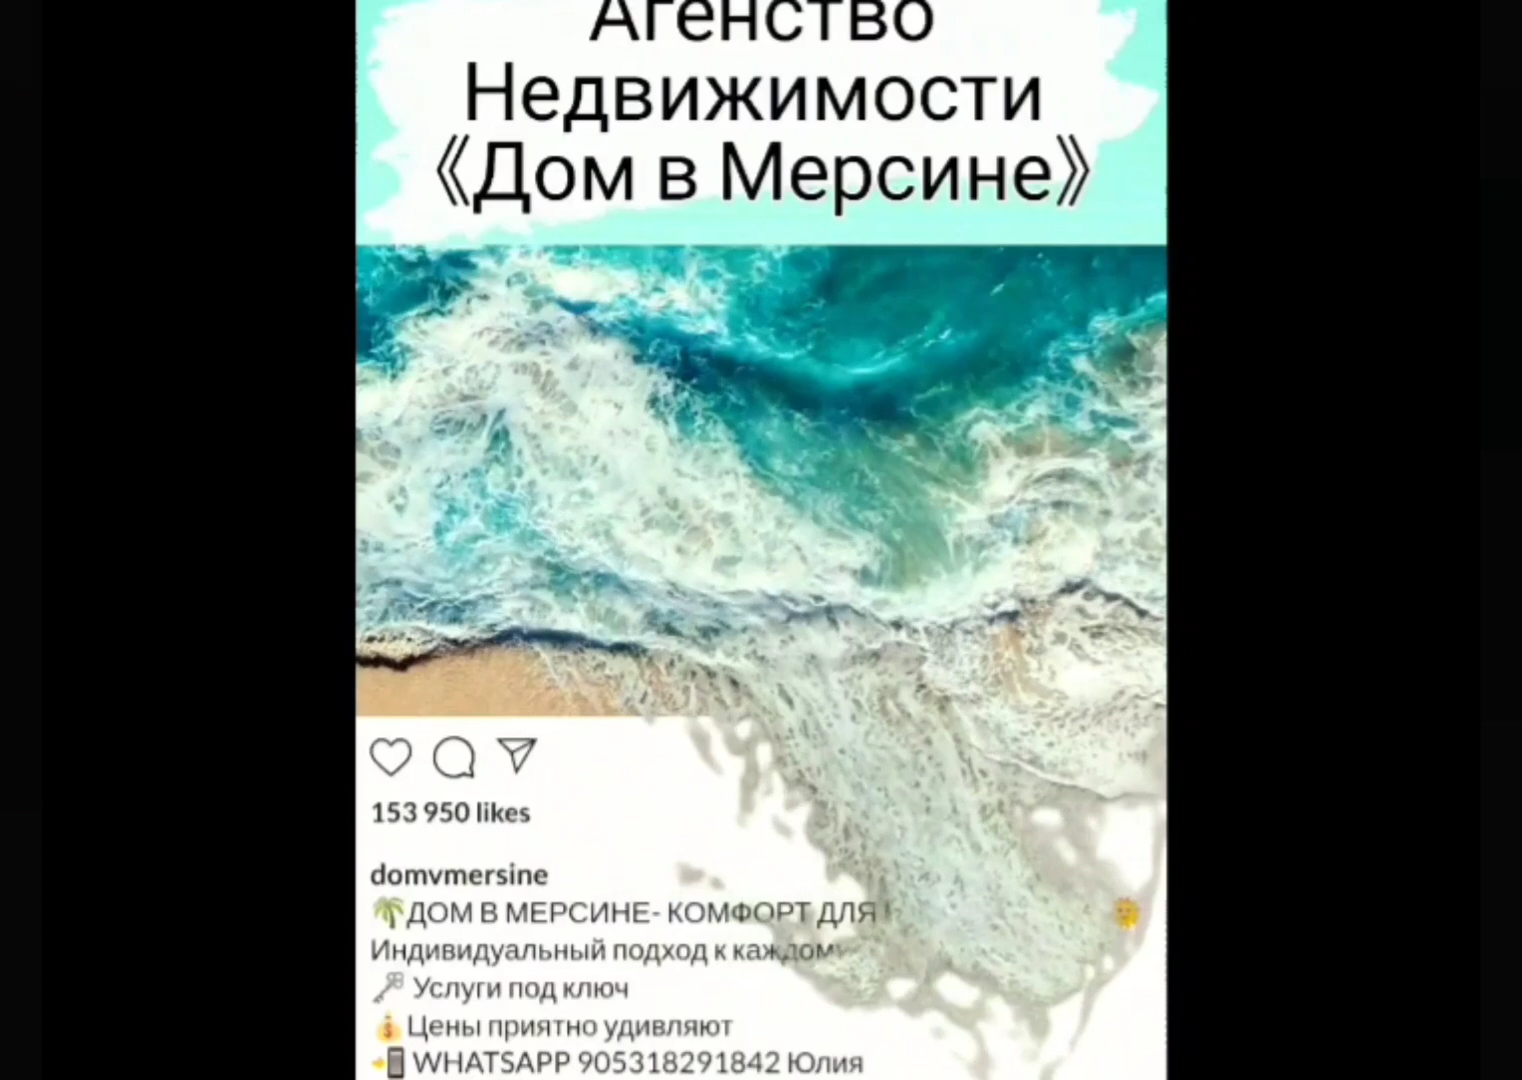 Агенство
Недвижимости
《Дом в Мерсине》
153 950 likes
domvmersine
🌴ДОМ В МЕРСИНЕ- КОМФОРТ ДЛЯ
Индивидуальный подход к каждому
🗝 Услуги под ключ
💰Цены приятно удивляют
📲 WHATSAPP 905318291842 Юлия